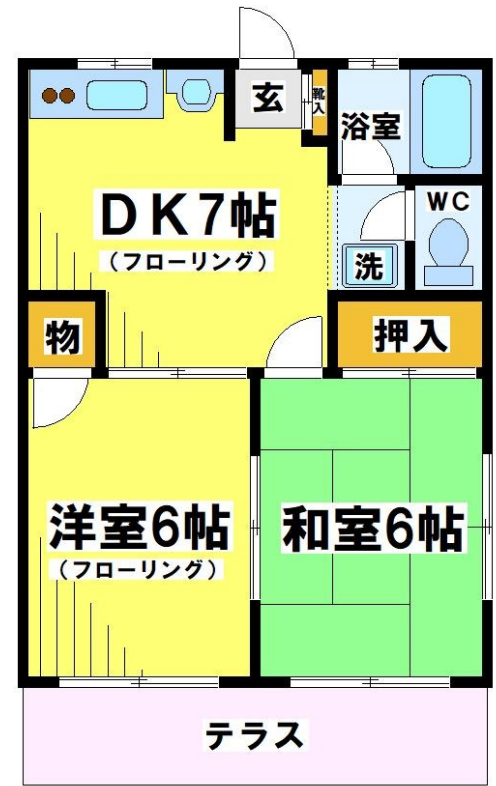 玄
靴入
浴室
DK7帖
(フローリング)
WC
洗
物
押入
洋室6帖
(フローリング)
和室6帖
テラス